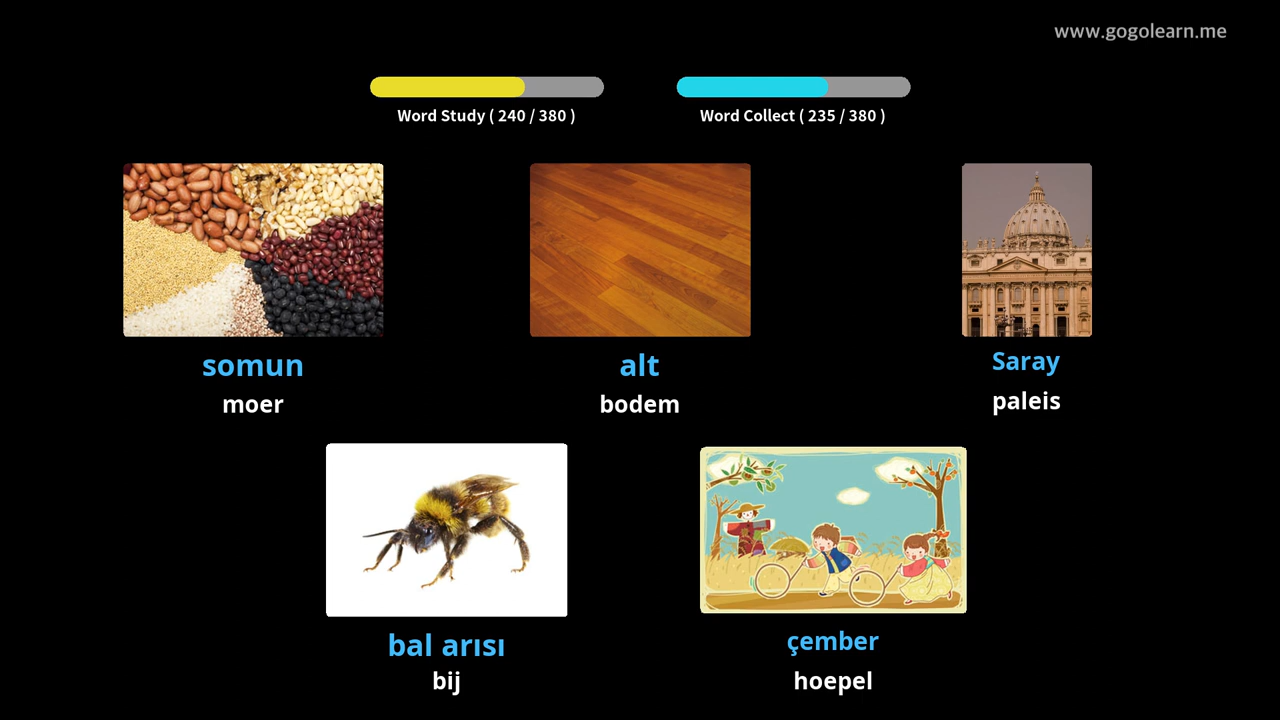 www.gogolearn.me
Word Study ( 240 / 380 )
Word Collect ( 235 / 380 )
somun
moer
alt
bodem
Saray
paleis
bal arısı
bij
çember
hoepel